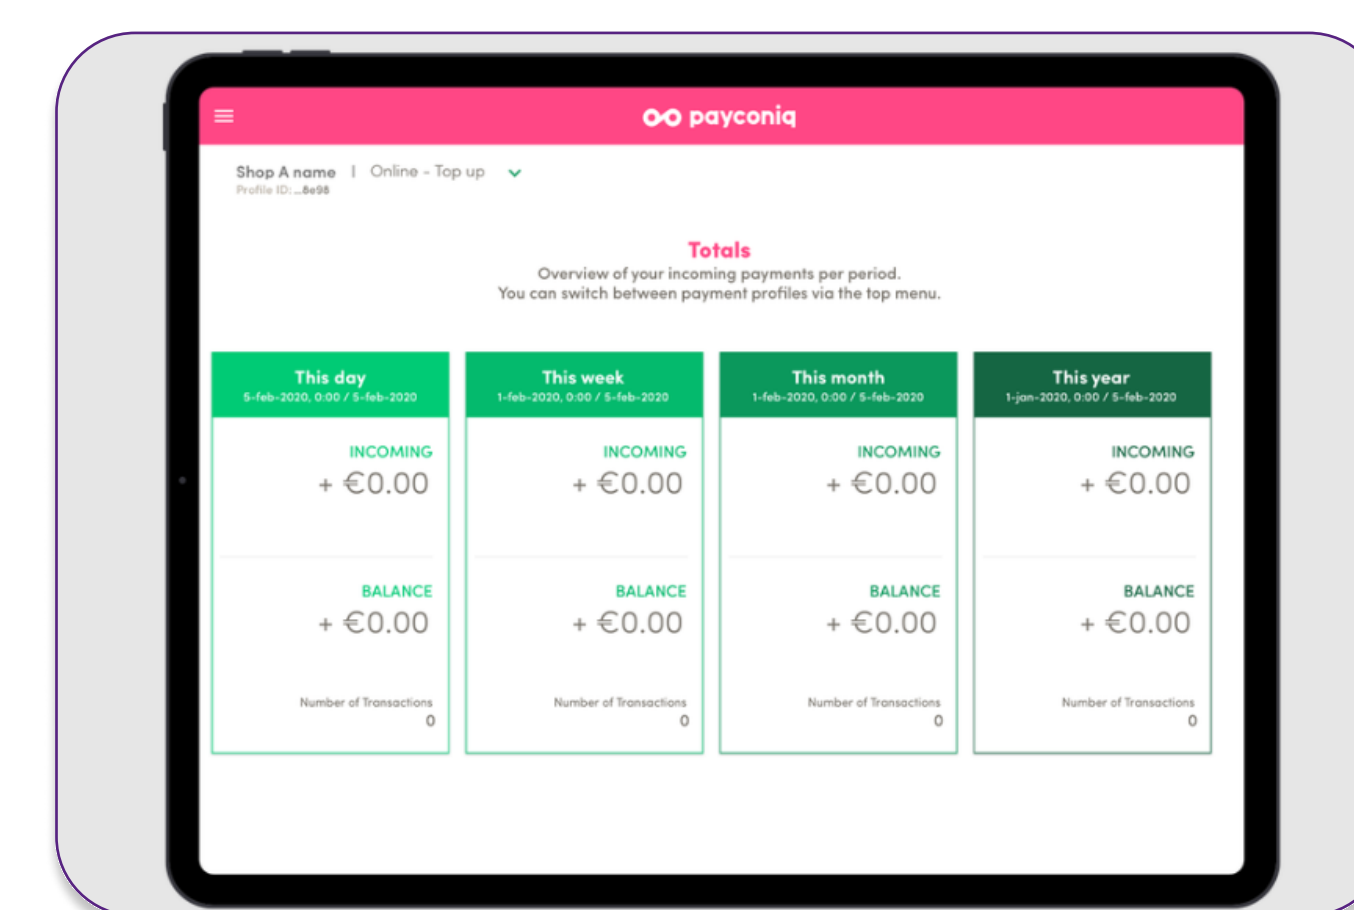 payconiq
Shop A name | Online - Top up
Profile ID: ...8e98
Totals
Overview of your incoming payments per period.
You can switch between payment profiles via the top menu.
This day
5-feb-2020, 0:00 / 5-feb-2020
INCOMING
+ €0.00
BALANCE
+ €0.00
Number of Transactions
0
This week
1-feb-2020, 0:00 / 5-feb-2020
INCOMING
+ €0.00
BALANCE
+ €0.00
Number of Transactions
0
This month
1-feb-2020, 0:00 / 5-feb-2020
INCOMING
+ €0.00
BALANCE
+ €0.00
Number of Transactions
0
This year
1-jan-2020, 0:00 / 5-feb-2020
INCOMING
+ €0.00
BALANCE
+ €0.00
Number of Transactions
0